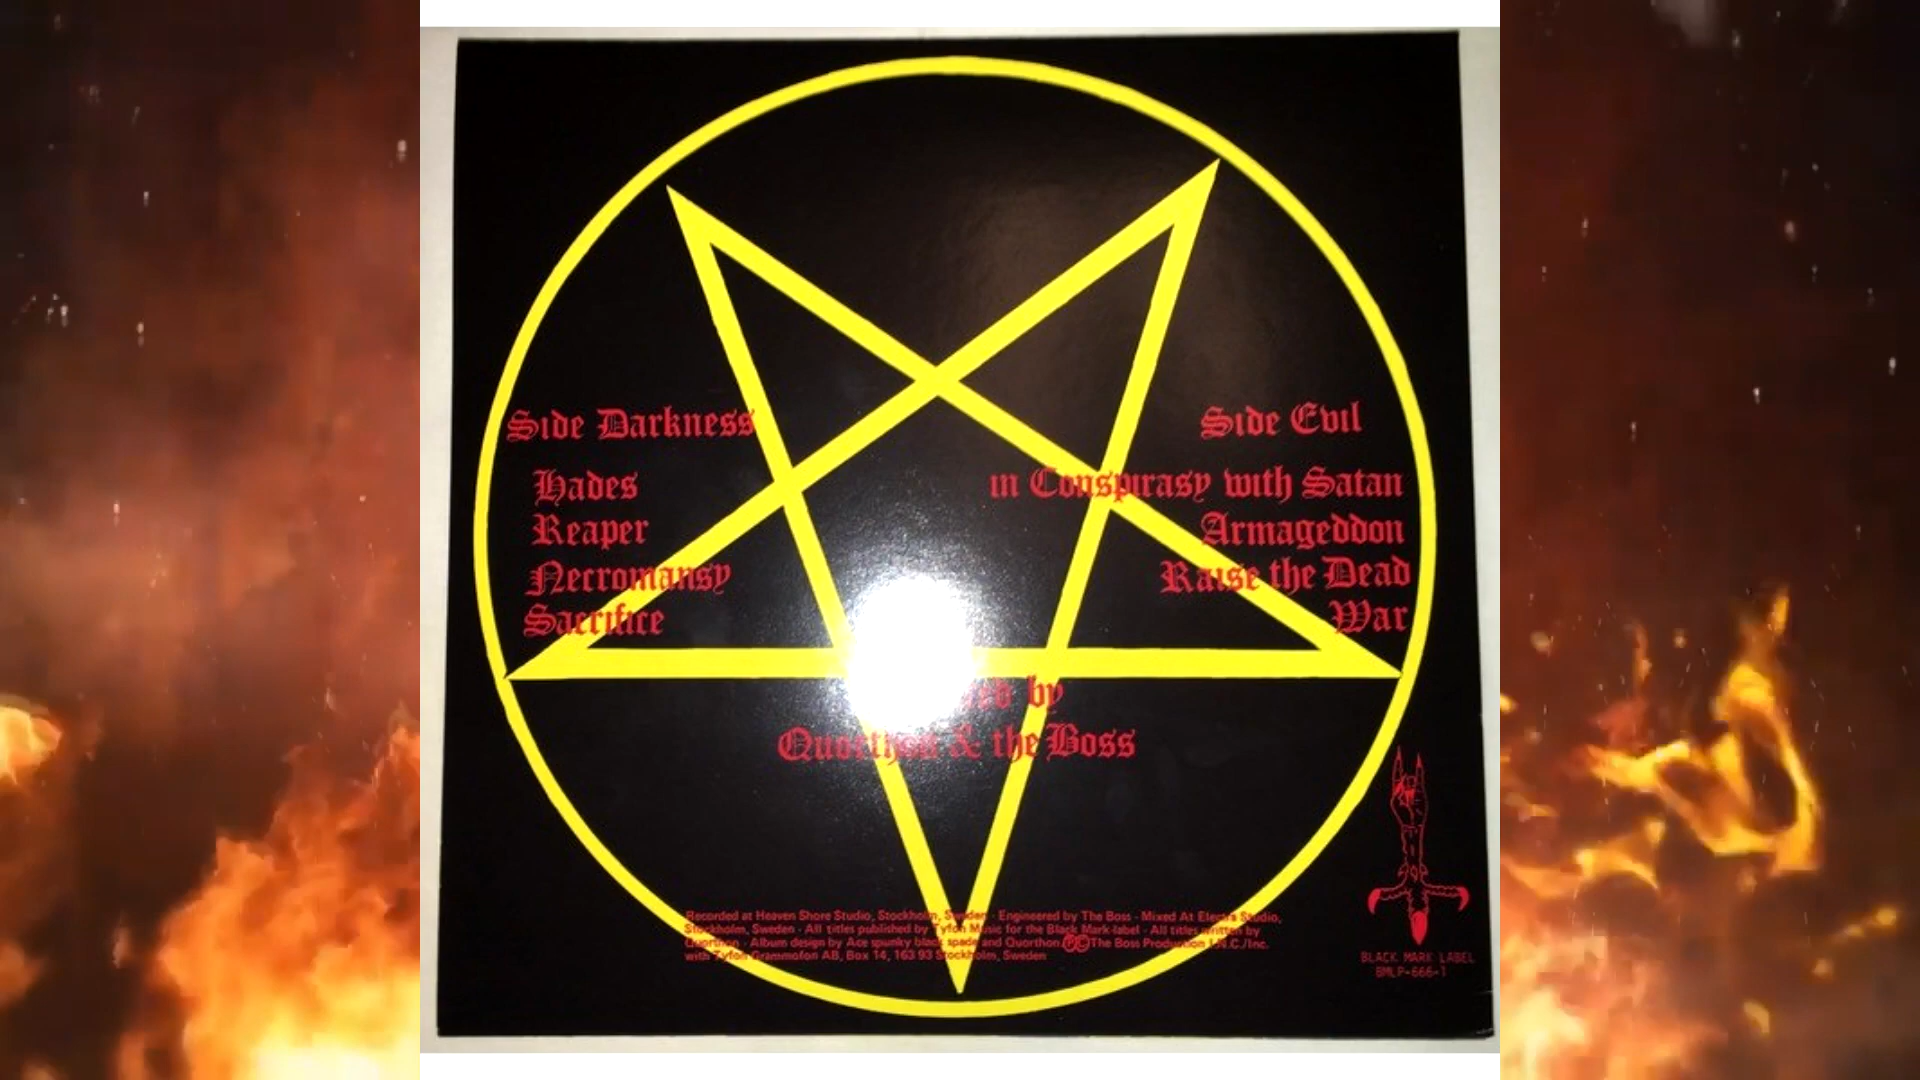 Side Darkness
Hades
Reaper
Necromansy
Sacrifice
Side Evil
in Conspirasy with Satan
Armageddon
Raise the Dead
War
by
Quorthon & the Boss
Recorded at Heaven Shore Studio, Stockholm, Sweden - Engineered by The Boss - Mixed At Electra Studio,
Stockholm, Sweden - All titles published by Tyfon Music for the Black Mark-label - All titles written by
Quorthon - Album design by Ace spunky black spade and Quorthon ℗© The Boss Production I.N.C./Inc.
with Tyfon Grammofon AB, Box 14, 163 93 Stockholm, Sweden
BLACK MARK LABEL
BMLP-666-1